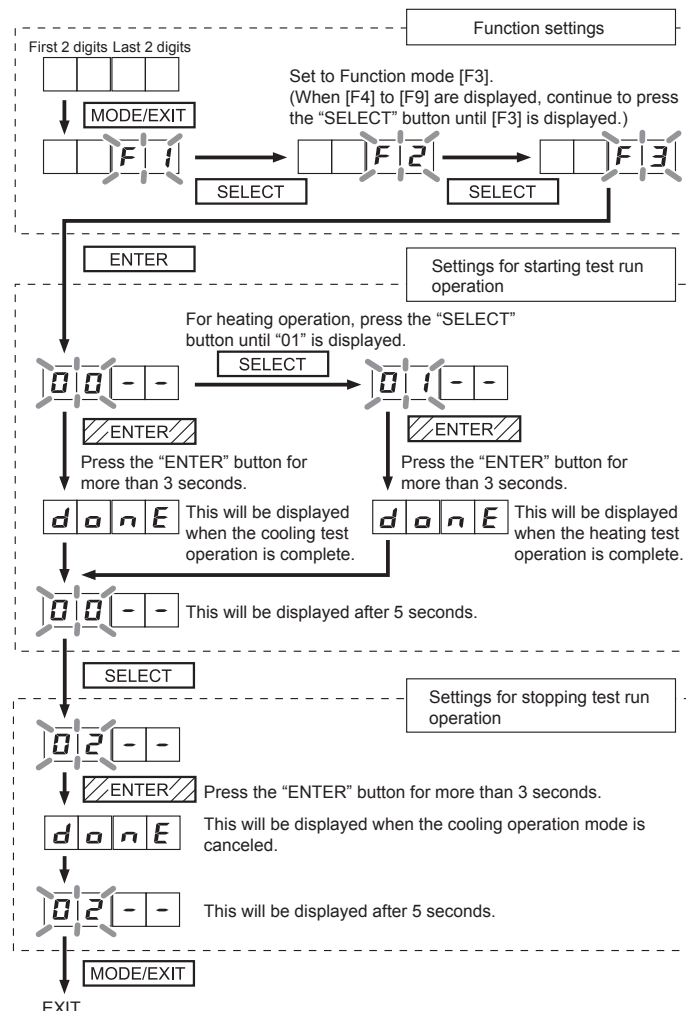 Function settings
First 2 digits Last 2 digits
Set to Function mode [F3].
(When [F4] to [F9] are displayed, continue to press
the “SELECT” button until [F3] is displayed.)
MODE/EXIT
F 1
F 2
F 3
SELECT
SELECT
ENTER
Settings for starting test run
operation
For heating operation, press the “SELECT”
button until “01” is displayed.
SELECT
0 0 - -
0 1 - -
ENTER
ENTER
Press the “ENTER” button for
more than 3 seconds.
Press the “ENTER” button for
more than 3 seconds.
d o n E
This will be displayed
when the cooling test
operation is complete.
d o n E
This will be displayed
when the heating test
operation is complete.
0 0 - -
This will be displayed after 5 seconds.
SELECT
Settings for stopping test run
operation
0 2 - -
ENTER
Press the “ENTER” button for more than 3 seconds.
d o n E
This will be displayed when the cooling operation mode is
canceled.
0 2 - -
This will be displayed after 5 seconds.
MODE/EXIT
EXIT